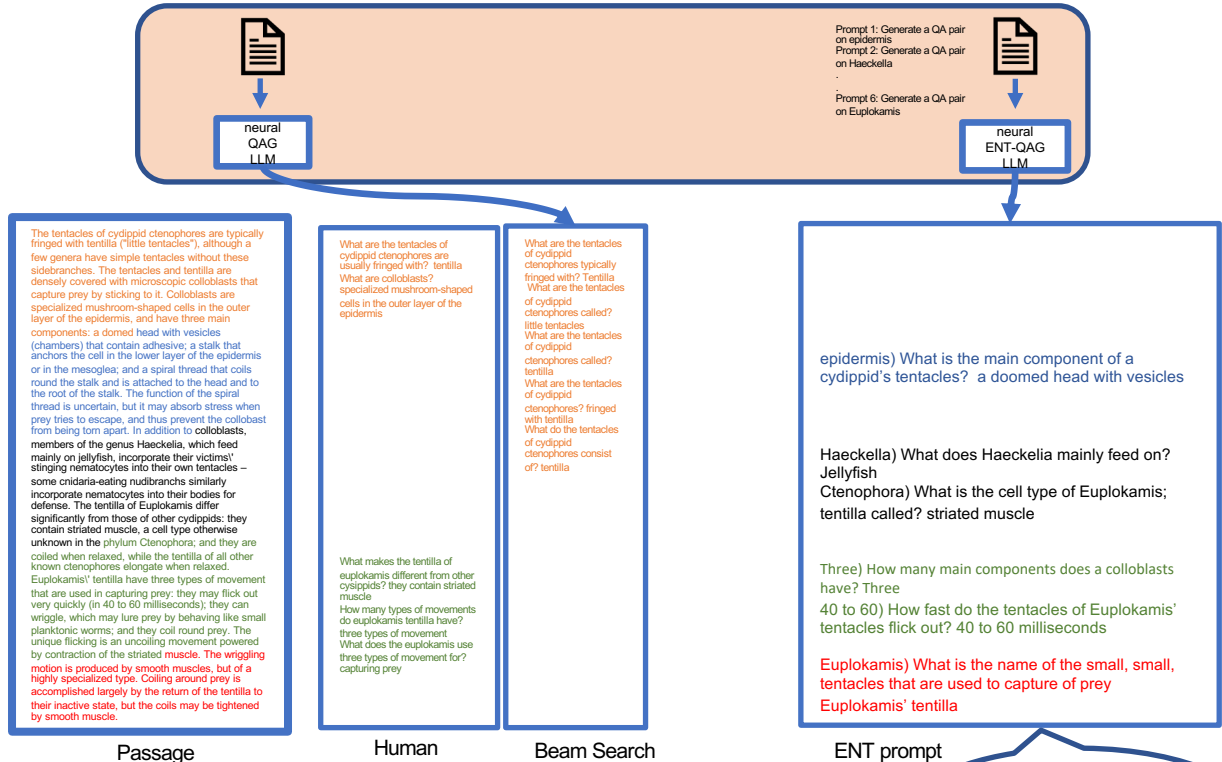 Prompt 1: Generate a QA pair
on epidermis
Prompt 2: Generate a QA pair
on Haeckella
.
.
Prompt 6: Generate a QA pair
on Euplokamis
neural
QAG
LLM
neural
ENT-QAG
LLM
The tentacles of cydippid ctenophores are typically
fringed with tentilla ("little tentacles"), although a
few genera have simple tentacles without these
sidebranches. The tentacles and tentilla are
densely covered with microscopic colloblasts that
capture prey by sticking to it. Colloblasts are
specialized mushroom-shaped cells in the outer
layer of the epidermis, and have three main
components: a domed head with vesicles
(chambers) that contain adhesive; a stalk that
anchors the cell in the lower layer of the epidermis
or in the mesoglea; and a spiral thread that coils
round the stalk and is attached to the head and to
the root of the stalk. The function of the spiral
thread is uncertain, but it may absorb stress when
prey tries to escape, and thus prevent the collobast
from being torn apart. In addition to colloblasts,
members of the genus Haeckelia, which feed
mainly on jellyfish, incorporate their victims\'
stinging nematocytes into their own tentacles –
some cnidaria-eating nudibranchs similarly
incorporate nematocytes into their bodies for
defense. The tentilla of Euplokamis differ
significantly from those of other cydippids: they
contain striated muscle, a cell type otherwise
unknown in the phylum Ctenophora; and they are
coiled when relaxed, while the tentilla of all other
known ctenophores elongate when relaxed.
Euplokamis\' tentilla have three types of movement
that are used in capturing prey: they may flick out
very quickly (in 40 to 60 milliseconds); they can
wriggle, which may lure prey by behaving like small
planktonic worms; and they coil round prey. The
unique flicking is an uncoiling movement powered
by contraction of the striated muscle. The wriggling
motion is produced by smooth muscles, but of a
highly specialized type. Coiling around prey is
accomplished largely by the return of the tentilla to
their inactive state, but the coils may be tightened
by smooth muscle.
Passage
What are the tentacles of
cydippid ctenophores are
usually fringed with? tentilla
What are colloblasts?
specialized mushroom-shaped
cells in the outer layer of the
epidermis
What makes the tentilla of
euplokamis different from other
cysippids? they contain striated
muscle
How many types of movements
do euplokamis tentilla have?
three types of movement
What does the euplokamis use
three types of movement for?
capturing prey
Human
What are the tentacles
of cydippid
ctenophores typically
fringed with? Tentilla
What are the tentacles
of cydippid
ctenophores called?
little tentacles
What are the tentacles
of cydippid
ctenophores called?
tentilla
What are the tentacles
of cydippid
ctenophores? fringed
with tentilla
What do the tentacles
of cydippid
ctenophores consist
of? tentilla
Beam Search
epidermis) What is the main component of a
cydippid's tentacles? a doomed head with vesicles
Haeckella) What does Haeckelia mainly feed on?
Jellyfish
Ctenophora) What is the cell type of Euplokamis;
tentilla called? striated muscle
Three) How many main components does a colloblasts
have? Three
40 to 60) How fast do the tentacles of Euplokamis'
tentacles flick out? 40 to 60 milliseconds
Euplokamis) What is the name of the small, small,
tentacles that are used to capture of prey
Euplokamis' tentilla
ENT prompt